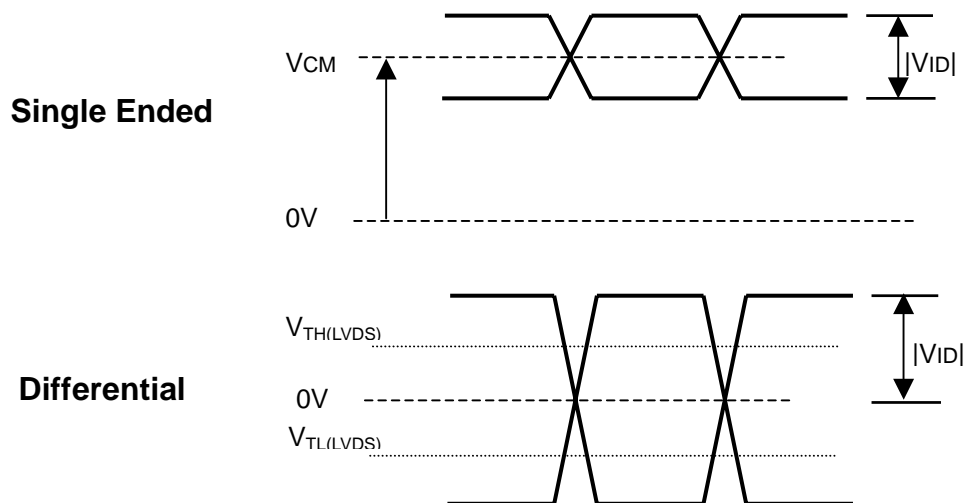 VCM
|VID|
Single Ended
0V
VTH(LVDS)
|VID|
Differential
0V
VTL(LVDS)